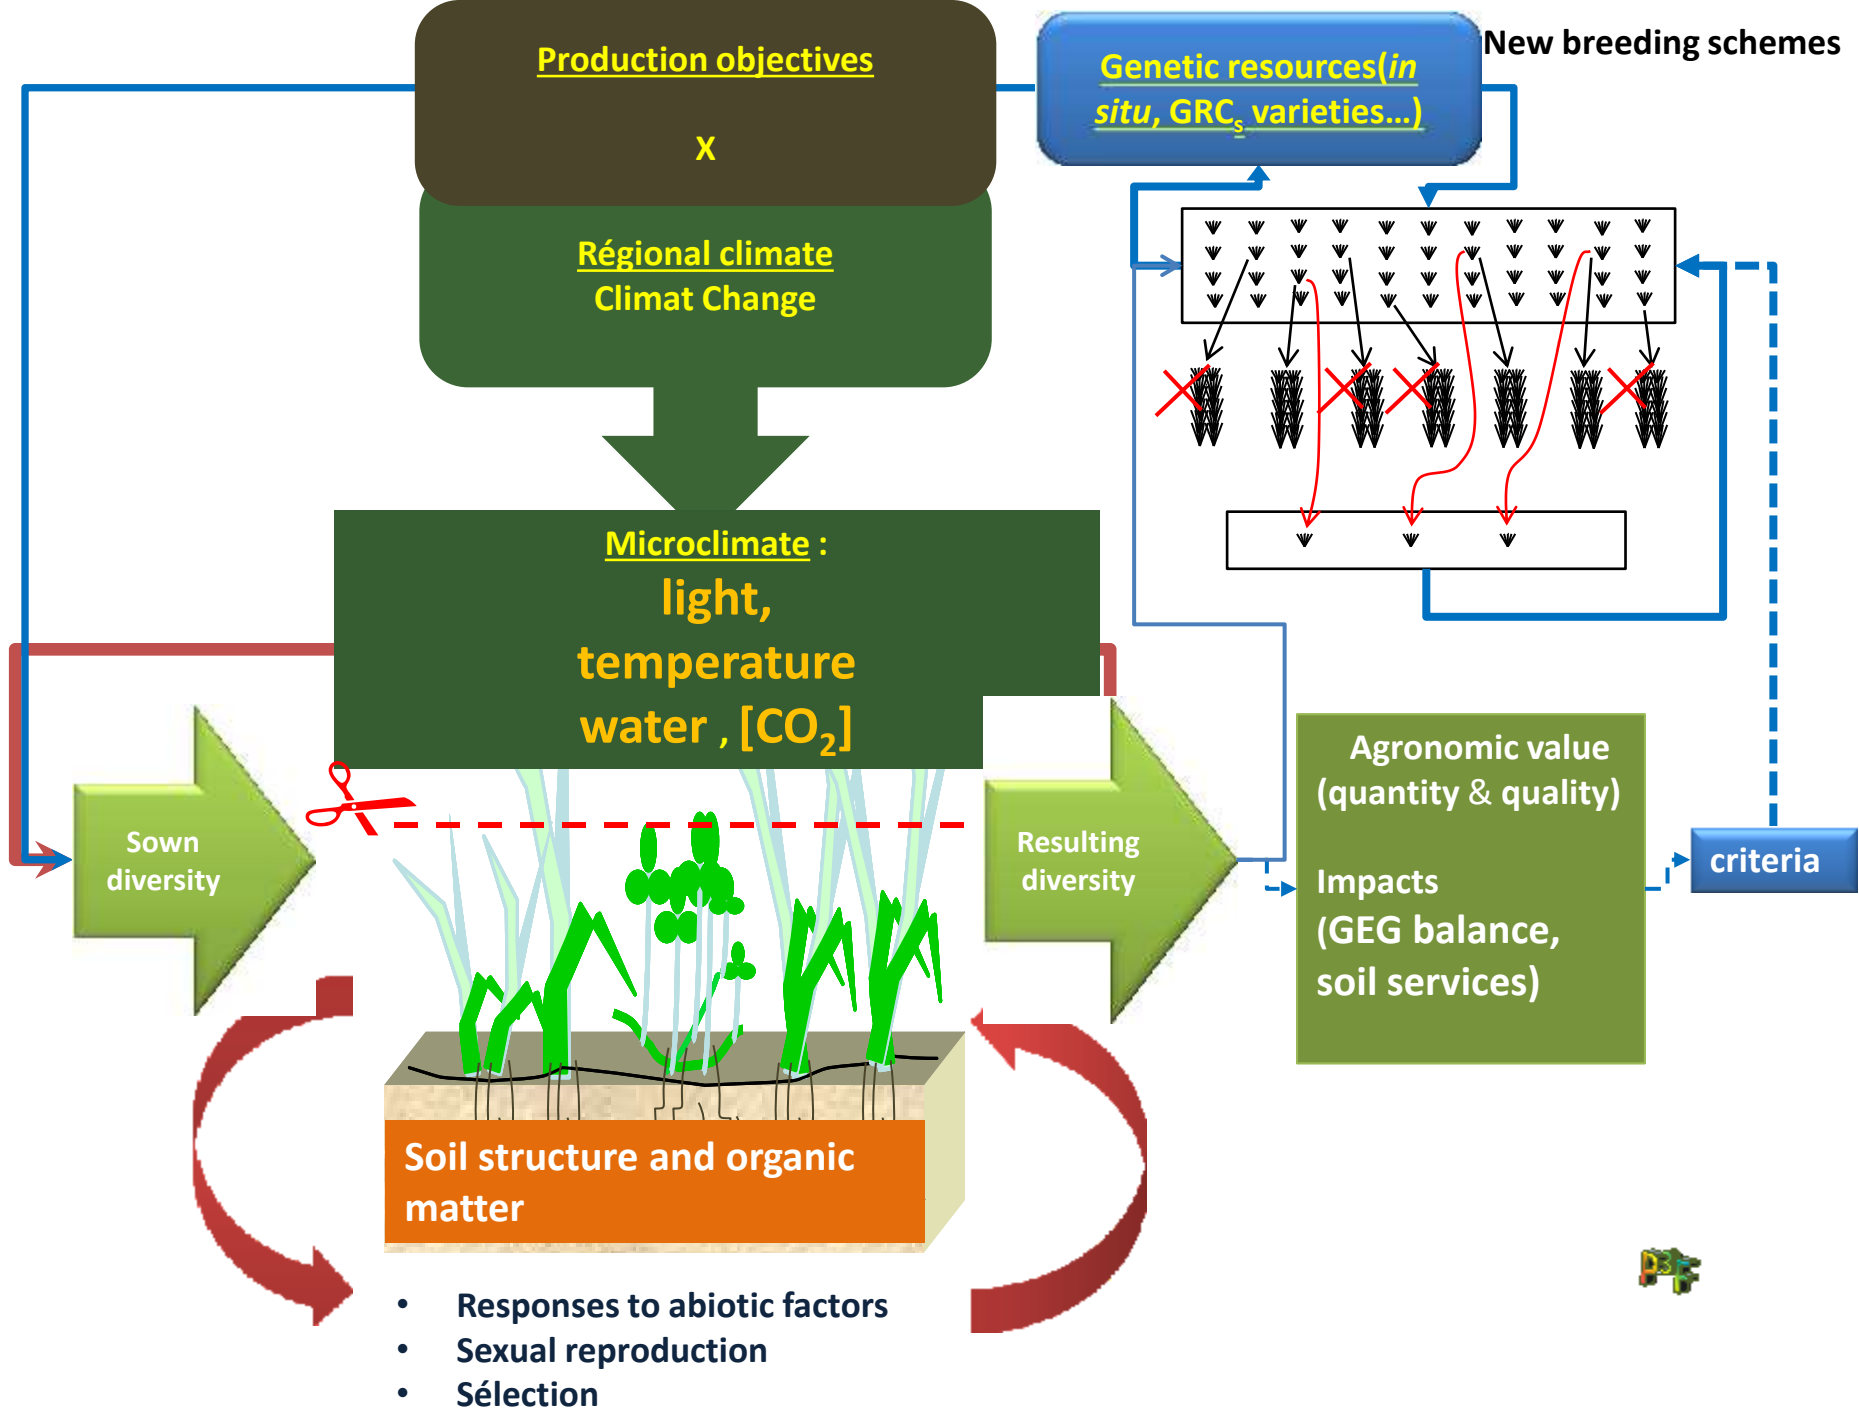 Production objectives
X
Régional climate
Climat Change
Genetic resources(in
situ, GRCs varieties...)
New breeding schemes
Microclimate :
light,
temperature
water , [CO2]
Sown
diversity
Resulting
diversity
Agronomic value
(quantity & quality)
Impacts
(GEG balance,
soil services)
criteria
Soil structure and organic
matter
• Responses to abiotic factors
• Sexual reproduction
• Sélection